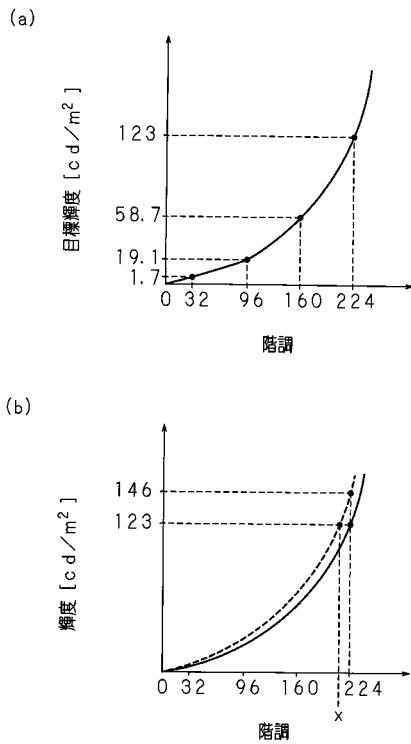 (a)
目標輝度［cd／m²］
123
58.7
19.1
1.7
0 32 96 160 224
階調
(b)
輝度［cd／m²］
146
123
0 32 96 160 224
x
階調